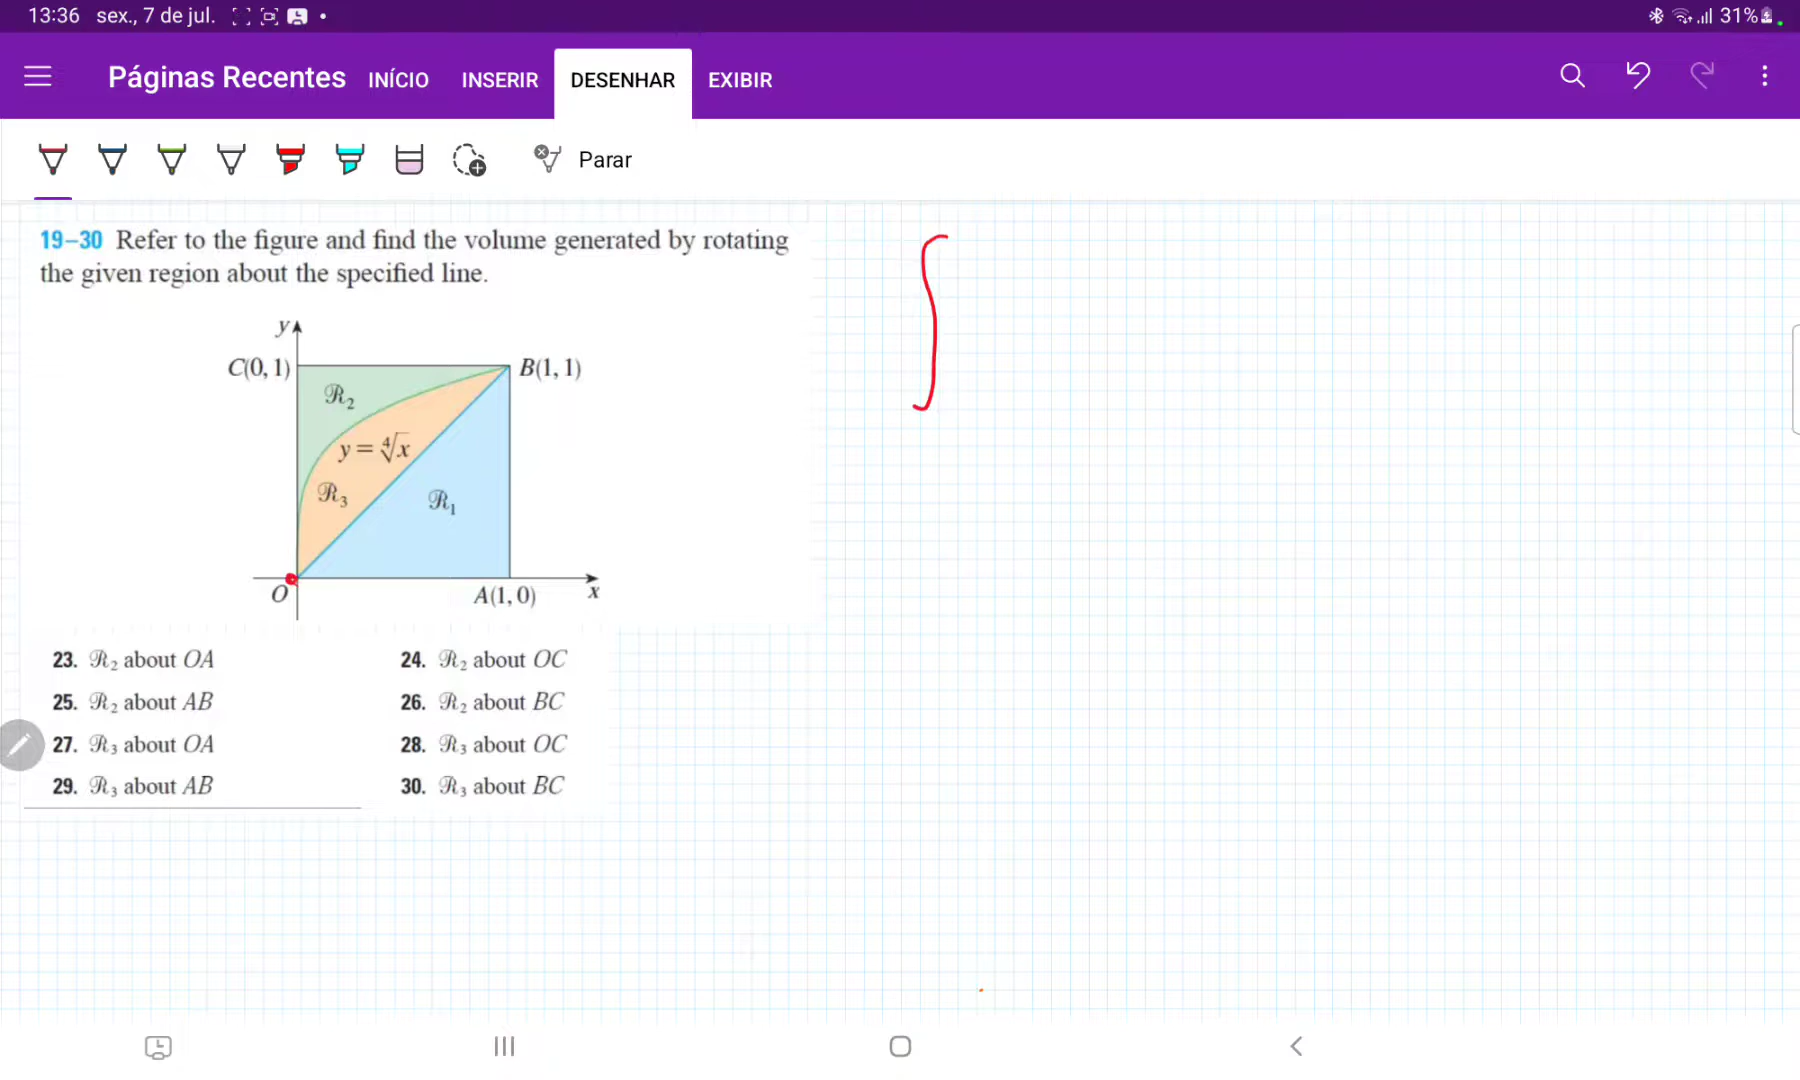 13:36 sex., 7 de jul. 31%
Páginas Recentes INÍCIO INSERIR DESENHAR EXIBIR
Parar
19–30 Refer to the figure and find the volume generated by rotating
the given region about the specified line.
y
C(0, 1) B(1, 1)
ℛ₂
y = ∜x
ℛ₃ ℛ₁
O A(1, 0) x
23. ℛ₂ about OA 24. ℛ₂ about OC
25. ℛ₂ about AB 26. ℛ₂ about BC
27. ℛ₃ about OA 28. ℛ₃ about OC
29. ℛ₃ about AB 30. ℛ₃ about BC
∫